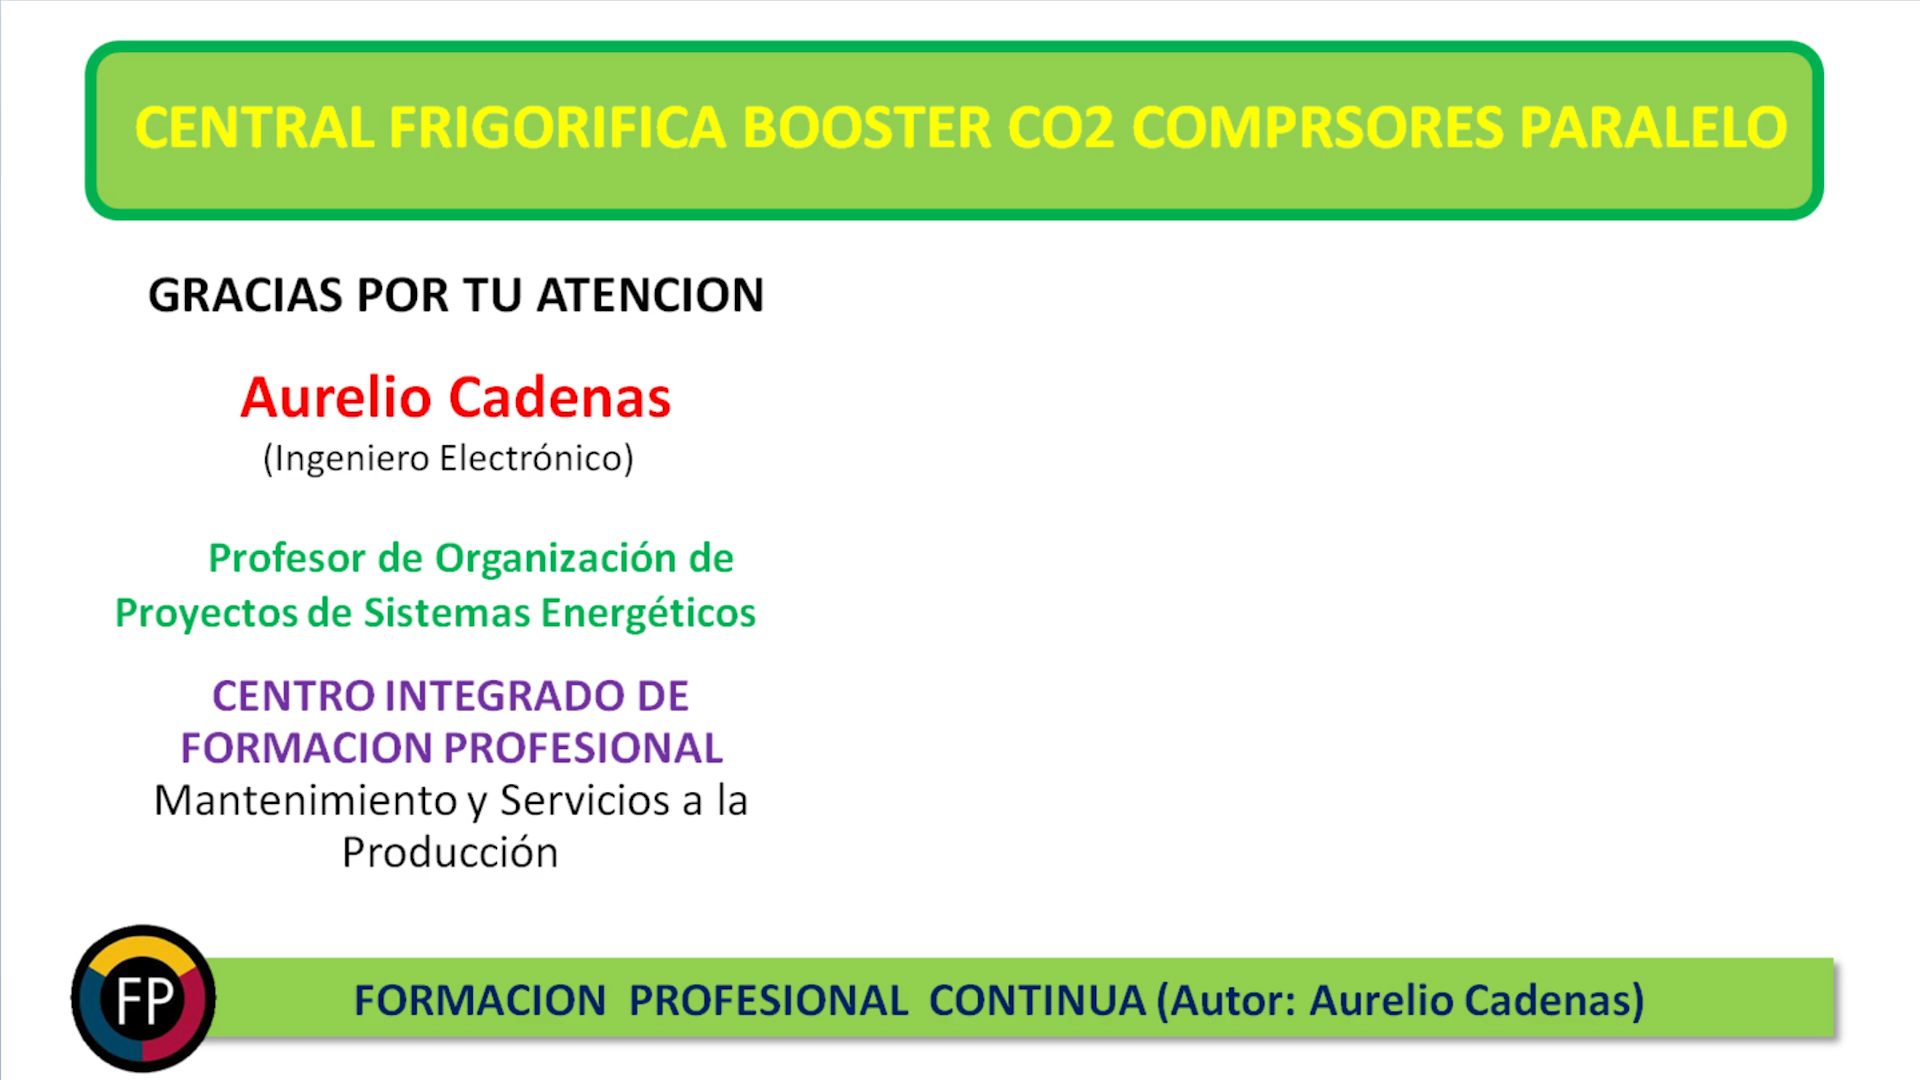 CENTRAL FRIGORIFICA BOOSTER CO2 COMPRSORES PARALELO
GRACIAS POR TU ATENCION
Aurelio Cadenas
(Ingeniero Electrónico)
Profesor de Organización de
Proyectos de Sistemas Energéticos
CENTRO INTEGRADO DE
FORMACION PROFESIONAL
Mantenimiento y Servicios a la
Producción
FP
FORMACION PROFESIONAL CONTINUA (Autor: Aurelio Cadenas)